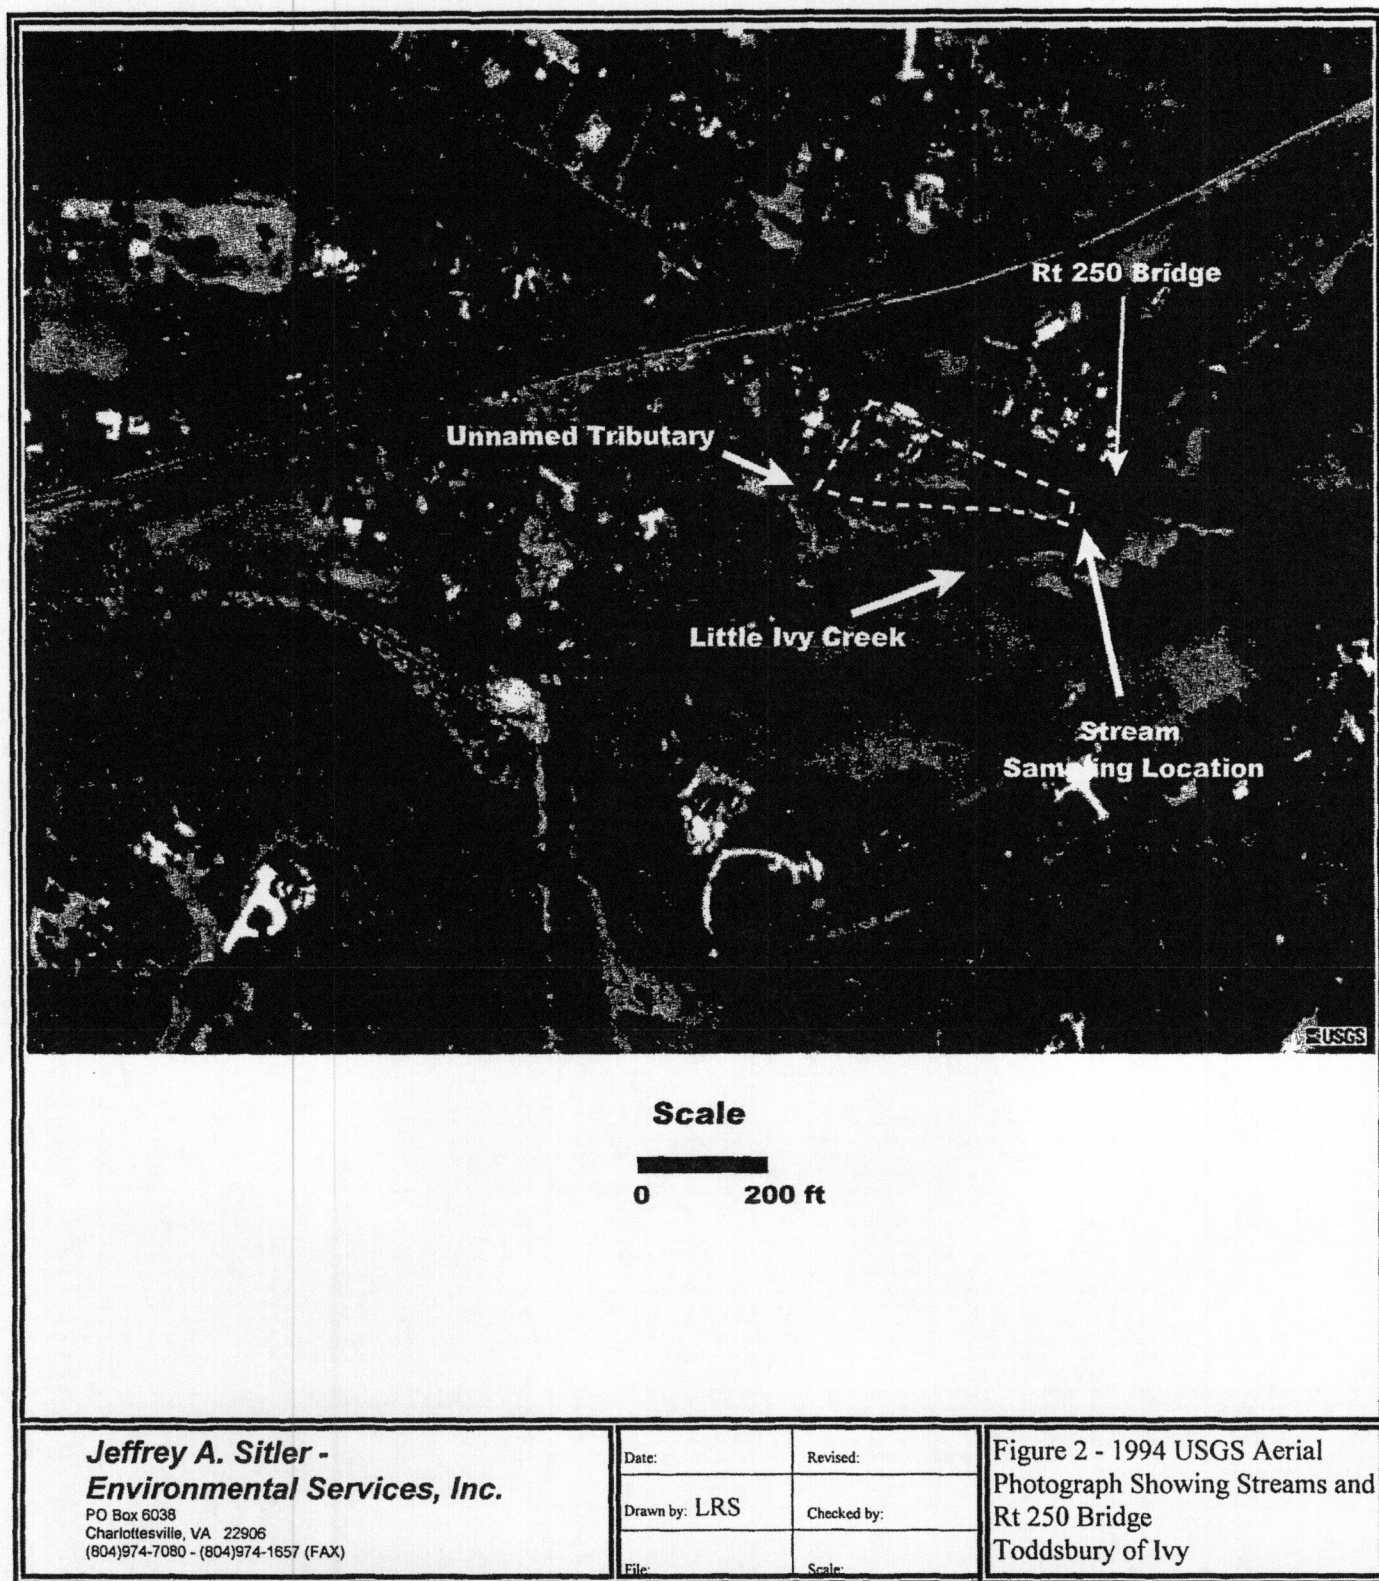 Rt 250 Bridge
Unnamed Tributary
Little Ivy Creek
Stream
Sampling Location
USGS
Scale
0 200 ft
Jeffrey A. Sitler -
Environmental Services, Inc.
PO Box 6038
Charlottesville, VA 22906
(804)974-7080 - (804)974-1657 (FAX)
Date:
Revised:
Drawn by: LRS
Checked by:
File:
Scale:
Figure 2 - 1994 USGS Aerial
Photograph Showing Streams and
Rt 250 Bridge
Toddsbury of Ivy